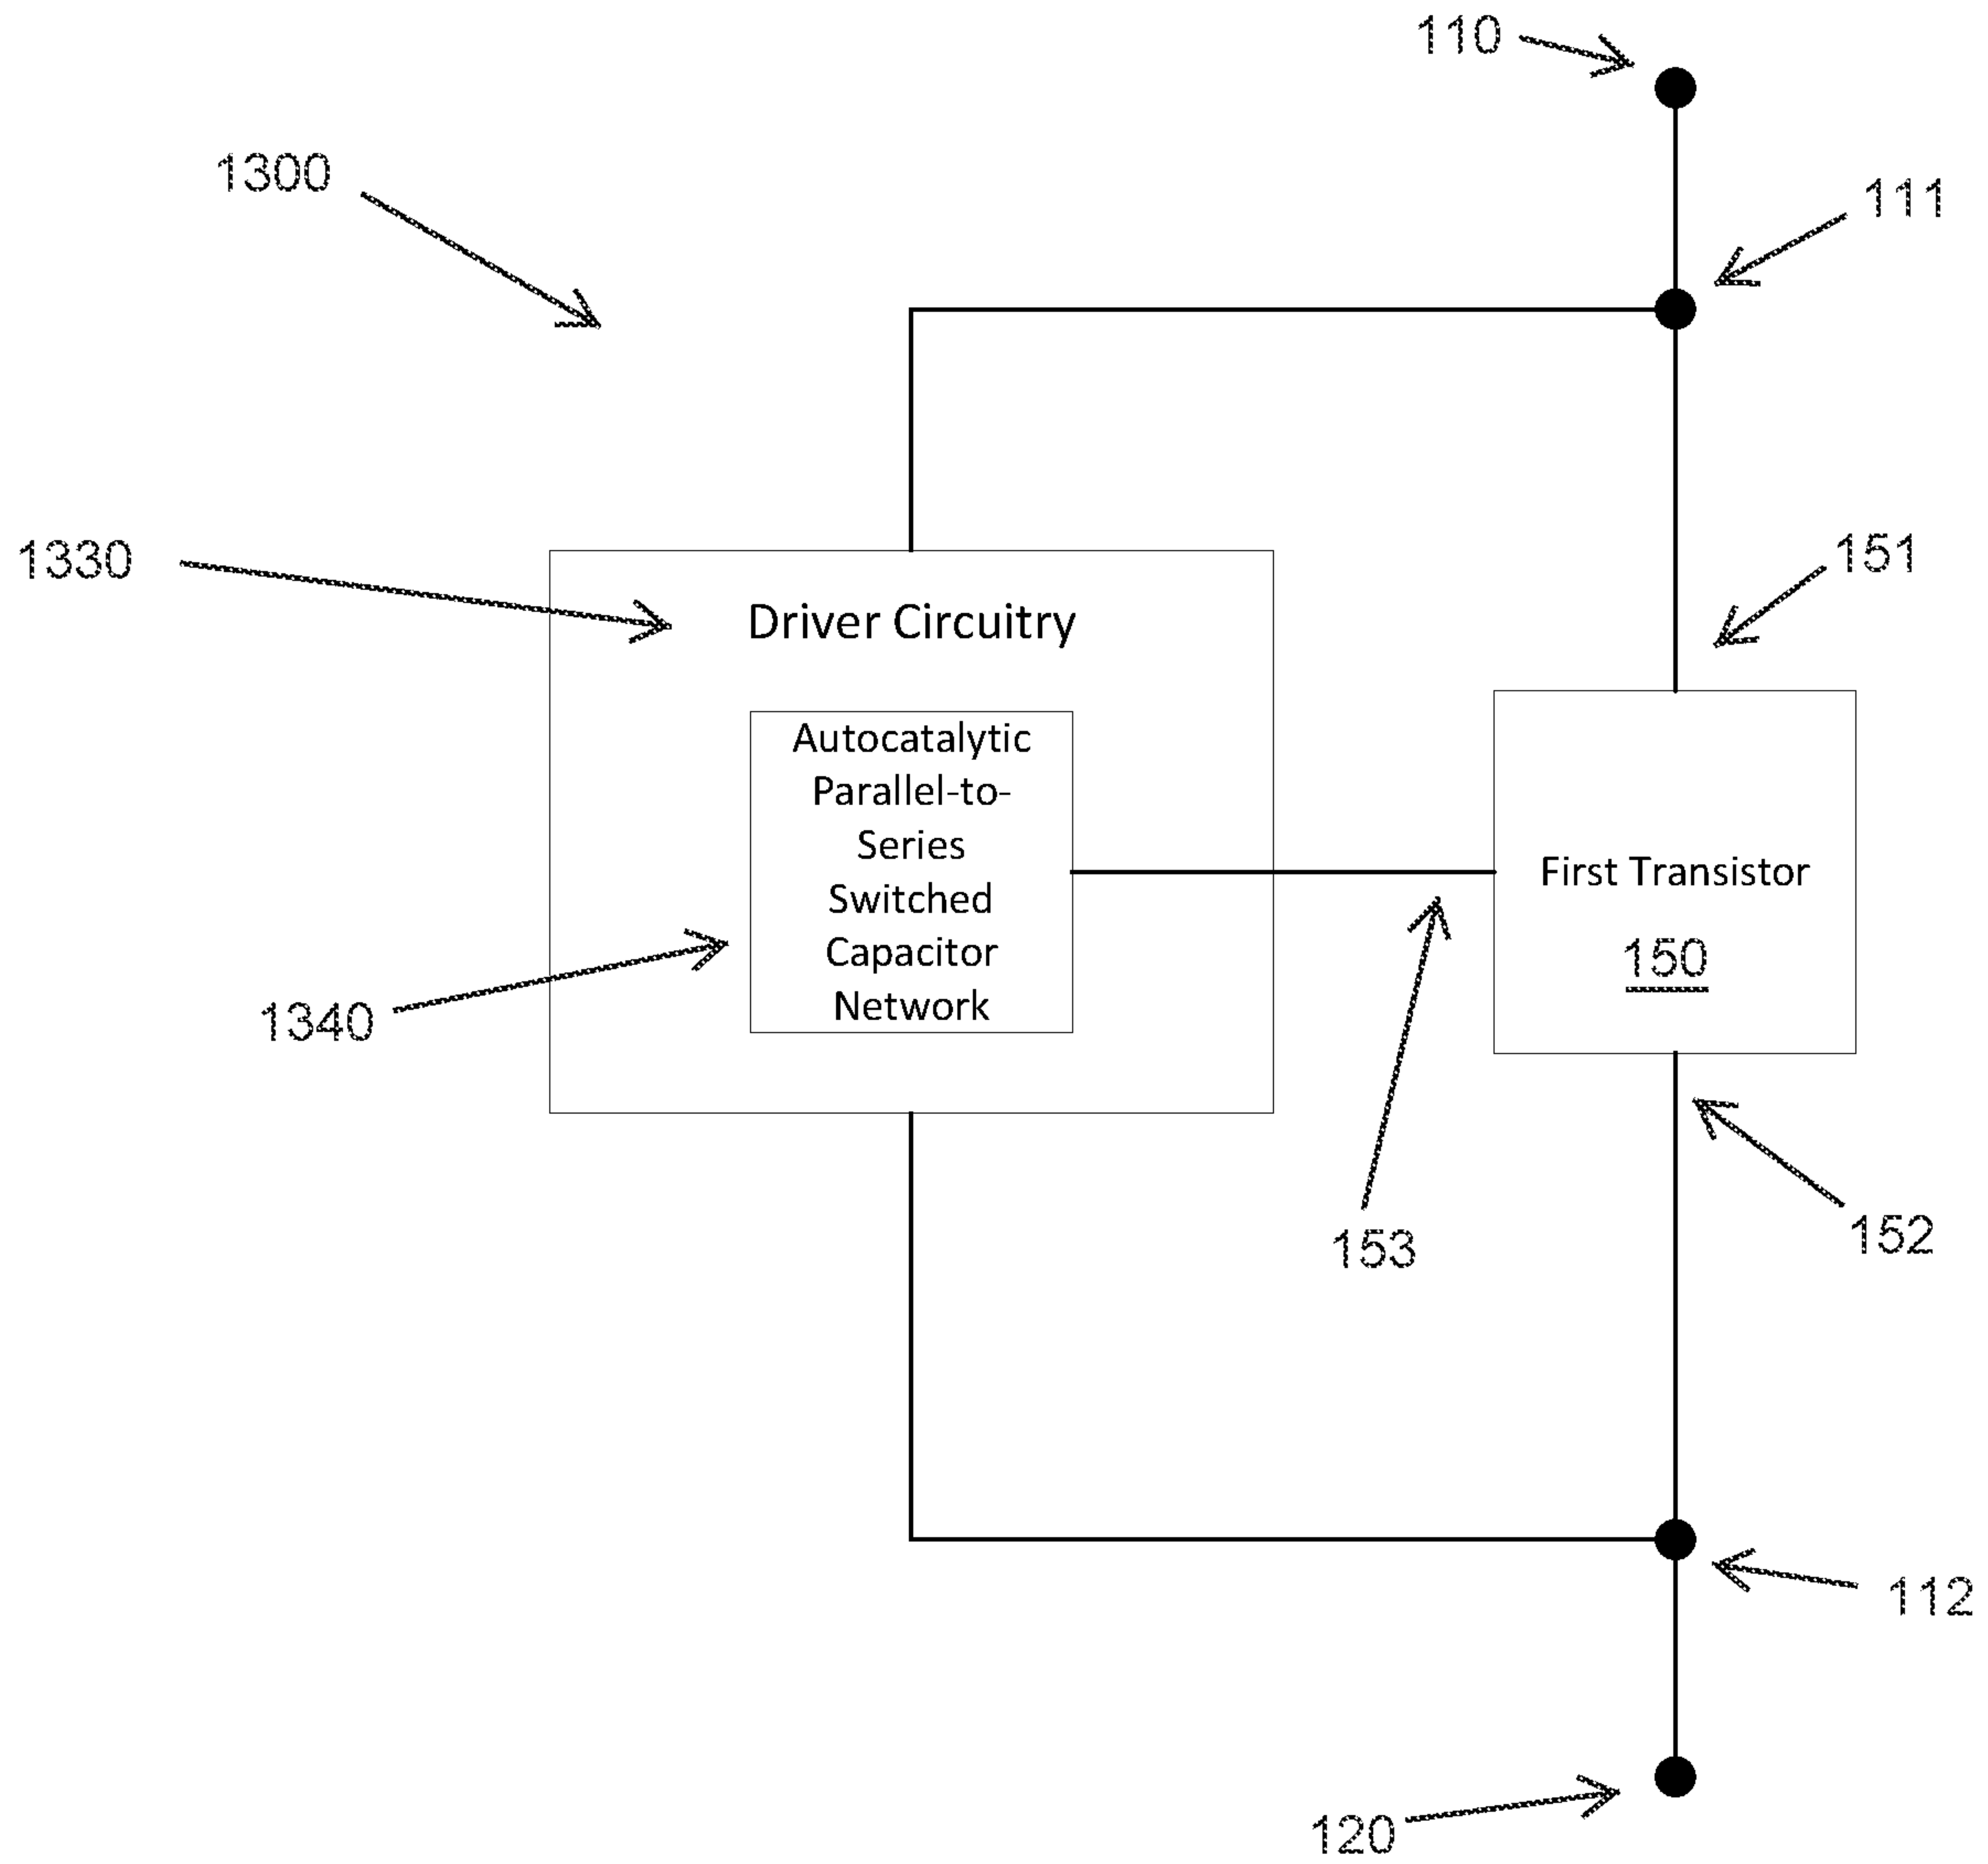 110
1300
111
1330
151
Driver Circuitry
Autocatalytic
Parallel-to-
Series
Switched
Capacitor
Network
First Transistor
150
1340
153
152
112
120